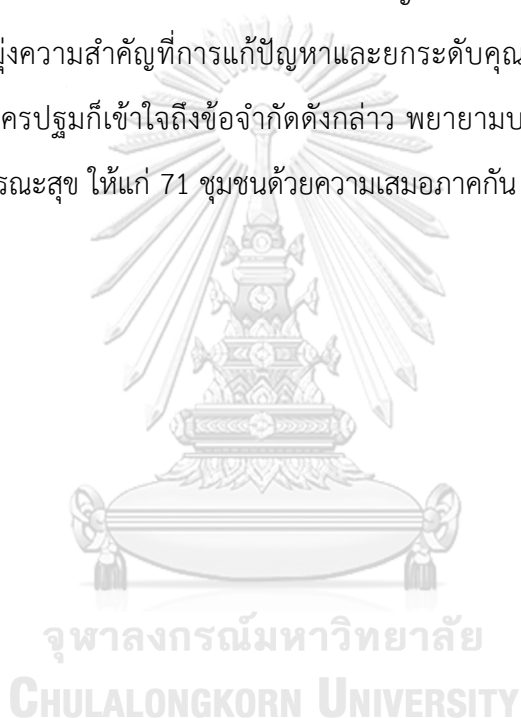 มุ่งความสำคัญที่การแก้ปัญหาและยกระดับคุณ
ครปฐมก็เข้าใจถึงข้อจำกัดดังกล่าว พยายามบ
รณะสุข ให้แก่ 71 ชุมชนด้วยความเสมอภาคกัน
จุฬาลงกรณ์มหาวิทยาลัย
CHULALONGKORN UNIVERSITY